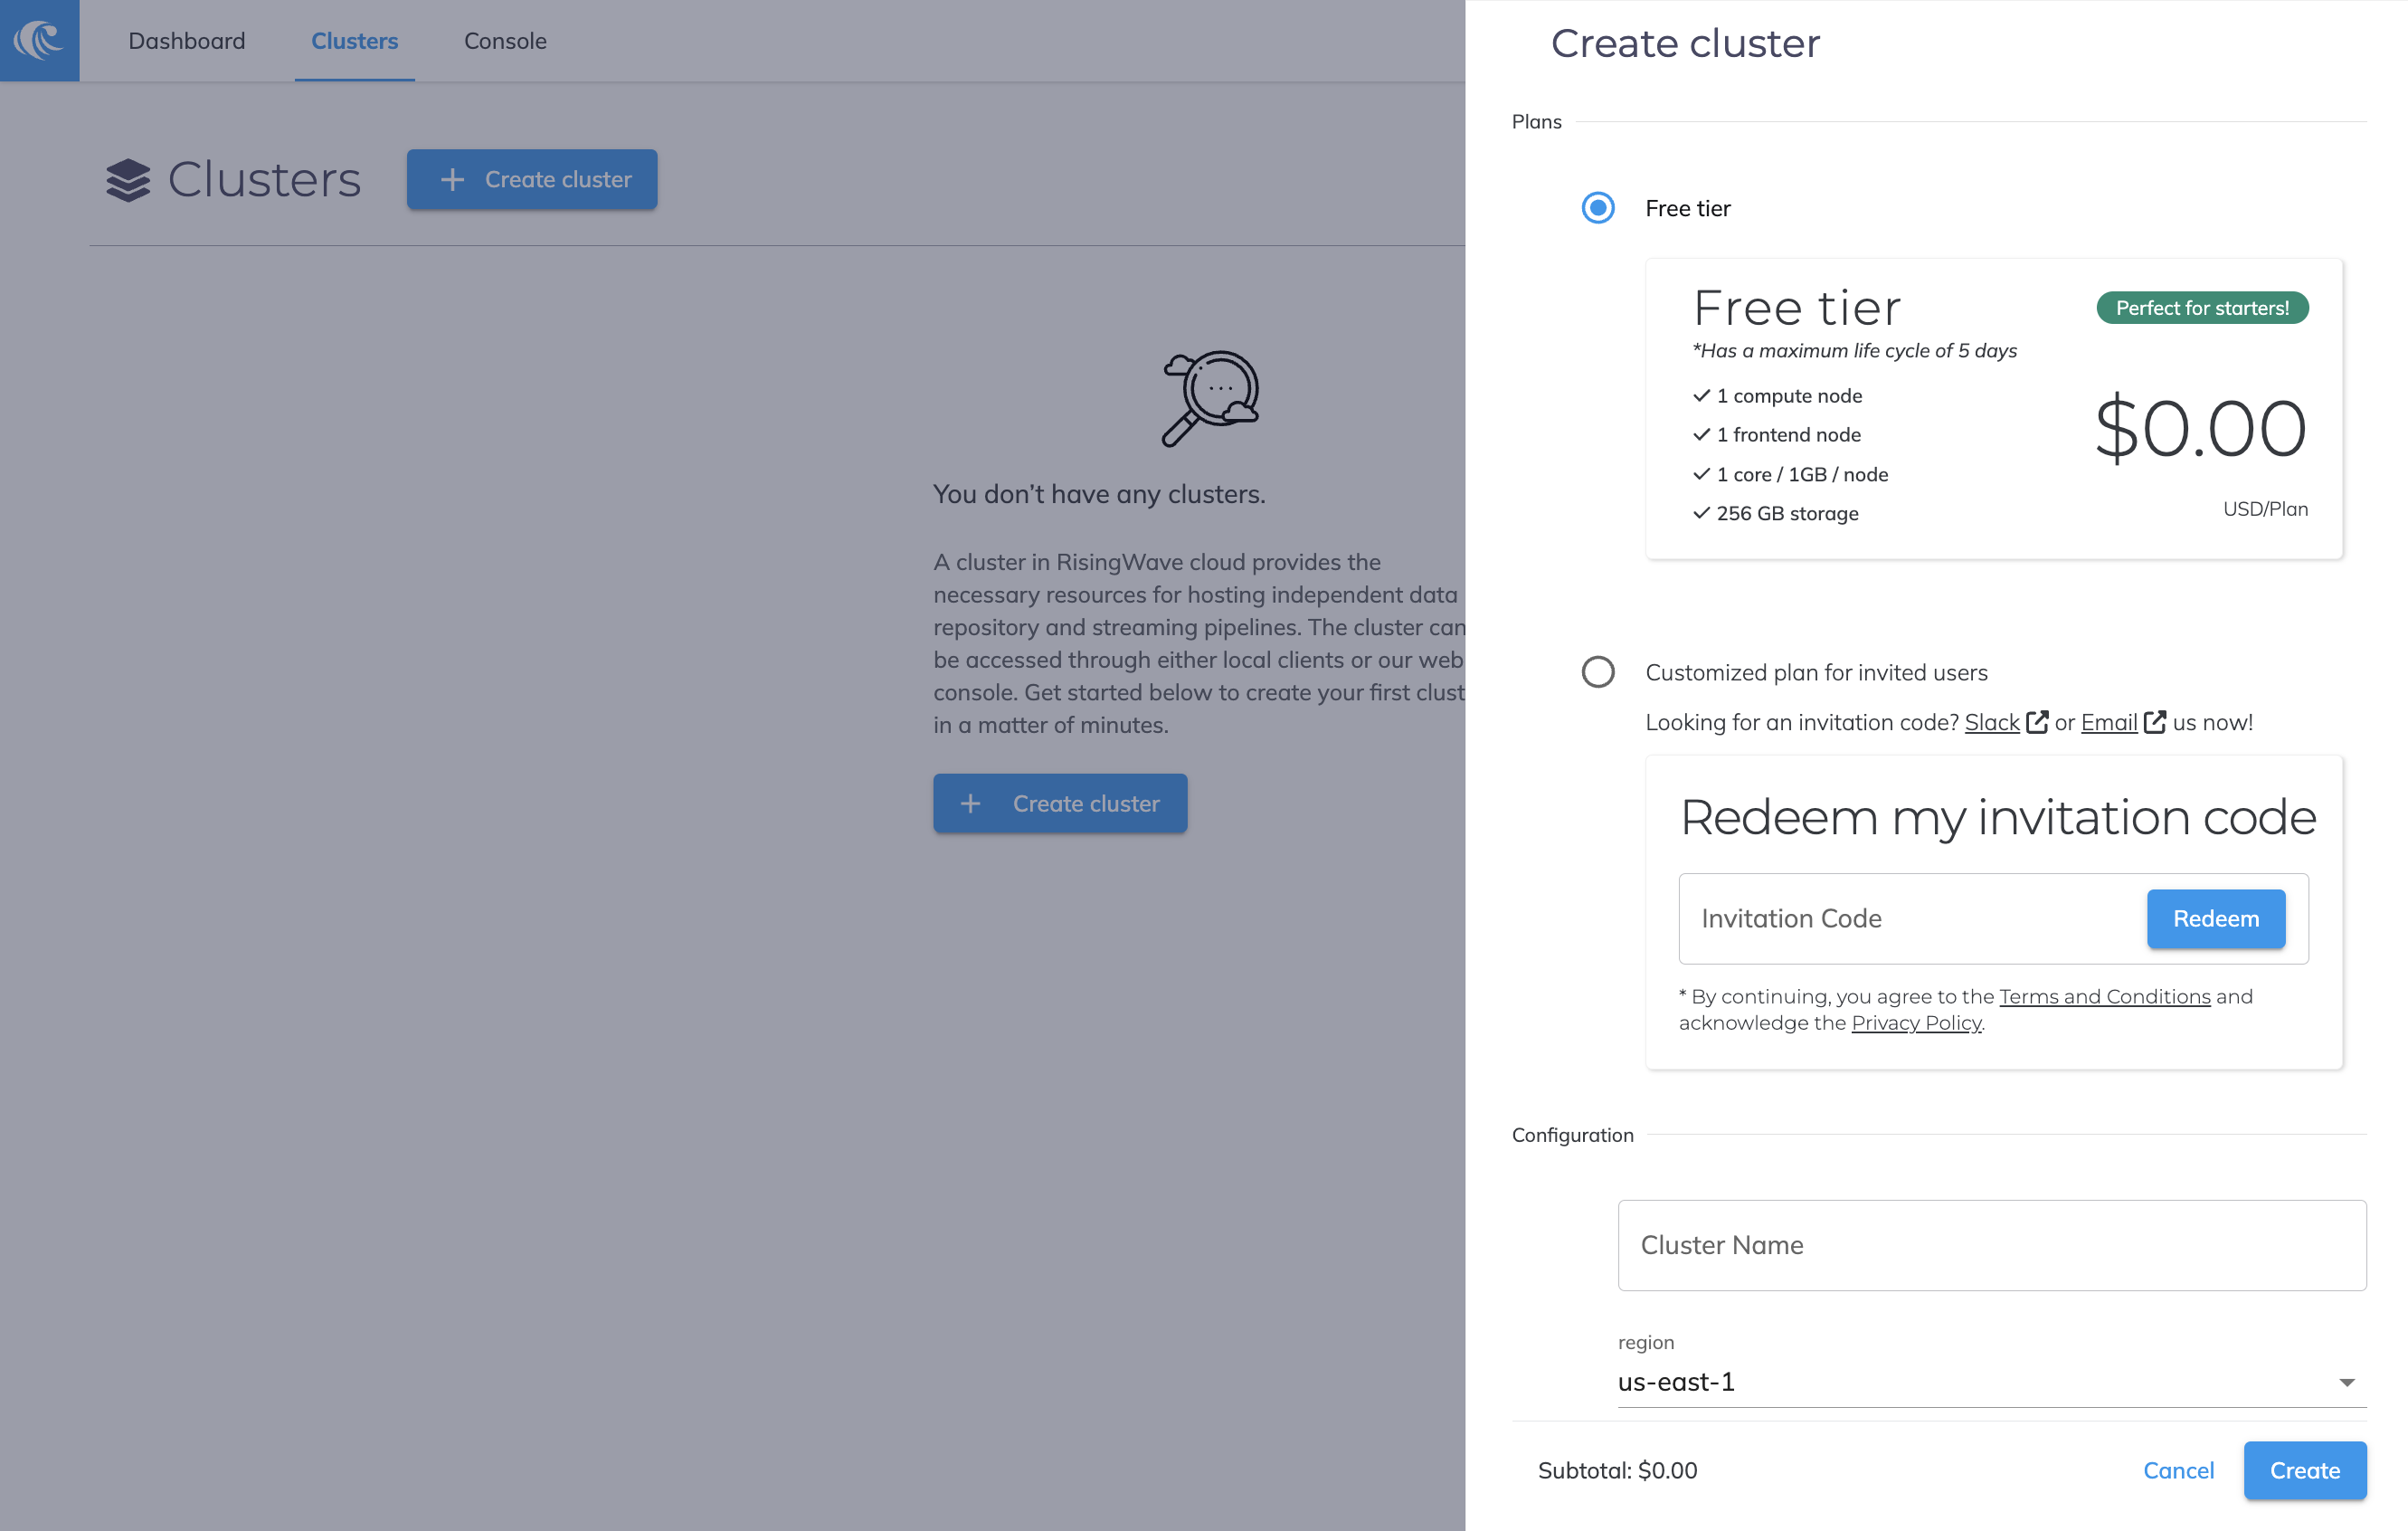 Dashboard
Clusters
Console
Clusters
Create cluster
You don’t have any clusters.
A cluster in RisingWave cloud provides the
necessary resources for hosting independent data
repository and streaming pipelines. The cluster can
be accessed through either local clients or our web
console. Get started below to create your first clust
in a matter of minutes.
Create cluster
Create cluster
Plans
Free tier
Free tier
Perfect for starters!
*Has a maximum life cycle of 5 days
1 compute node
1 frontend node
1 core / 1GB / node
256 GB storage
$0.00
USD/Plan
Customized plan for invited users
Looking for an invitation code? Slack or Email us now!
Redeem my invitation code
Invitation Code
Redeem
* By continuing, you agree to the Terms and Conditions and
acknowledge the Privacy Policy.
Configuration
Cluster Name
region
us-east-1
Subtotal: $0.00
Cancel
Create